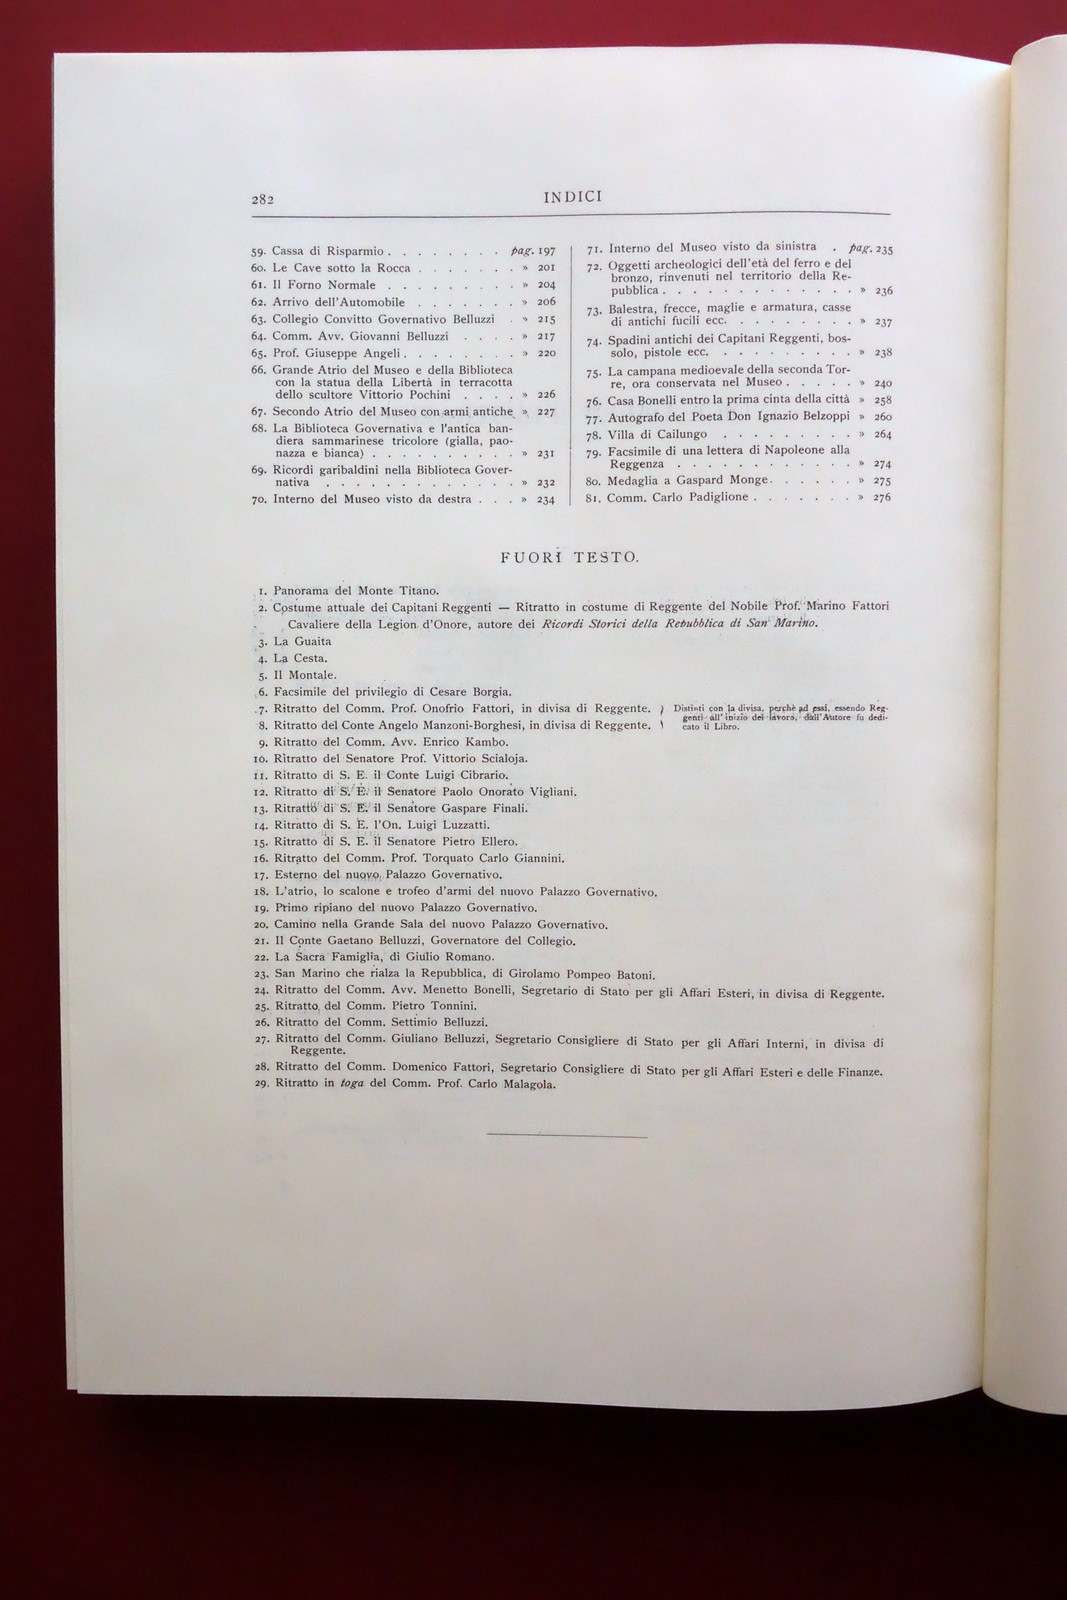 282
INDICI
59. Cassa di Risparmio . . . . . . . . pag. 197
60. Le Cave sotto la Rocca . . . . . . . » 201
61. Il Forno Normale . . . . . . . . . » 204
62. Arrivo dell'Automobile . . . . . . . » 206
63. Collegio Convitto Governativo Belluzzi . » 215
64. Comm. Avv. Giovanni Belluzzi . . . . » 217
65. Prof. Giuseppe Angeli . . . . . . . . » 220
66. Grande Atrio del Museo e della Biblioteca
con la statua della Libertà in terracotta
dello scultore Vittorio Pochini . . . . » 226
67. Secondo Atrio del Museo con armi antiche » 227
68. La Biblioteca Governativa e l'antica ban-
diera sammarinese tricolore (gialla, pao-
nazza e bianca) . . . . . . . . . . » 231
69. Ricordi garibaldini nella Biblioteca Gover-
nativa . . . . . . . . . . . . . » 232
70. Interno del Museo visto da destra . . . » 234
71. Interno del Museo visto da sinistra . pag. 235
72. Oggetti archeologici dell'età del ferro e del
bronzo, rinvenuti nel territorio della Re-
pubblica . . . . . . . . . . . . . » 236
73. Balestra, frecce, maglie e armatura, casse
di antichi fucili ecc. . . . . . . . . » 237
74. Spadini antichi dei Capitani Reggenti, bos-
solo, pistole ecc. . . . . . . . . . » 238
75. La campana medioevale della seconda Tor-
re, ora conservata nel Museo . . . . . » 240
76. Casa Bonelli entro la prima cinta della città » 258
77. Autografo del Poeta Don Ignazio Belzoppi » 260
78. Villa di Cailungo . . . . . . . . . » 264
79. Facsimile di una lettera di Napoleone alla
Reggenza . . . . . . . . . . . . » 274
80. Medaglia a Gaspard Monge . . . . . . » 275
81. Comm. Carlo Padiglione . . . . . . . » 276
FUORI TESTO.
1. Panorama del Monte Titano.
2. Costume attuale dei Capitani Reggenti — Ritratto in costume di Reggente del Nobile Prof. Marino Fattori
Cavaliere della Legion d'Onore, autore dei Ricordi Storici della Repubblica di San Marino.
3. La Guaita
4. La Cesta.
5. Il Montale.
6. Facsimile del privilegio di Cesare Borgia.
7. Ritratto del Comm. Prof. Onofrio Fattori, in divisa di Reggente.
8. Ritratto del Conte Angelo Manzoni-Borghesi, in divisa di Reggente.
Distinti con la divisa, perchè ad essi, essendo Reg-
genti all'inizio del lavoro, dall'Autore fu dedi-
cato il Libro.
9. Ritratto del Comm. Avv. Enrico Kambo.
10. Ritratto del Senatore Prof. Vittorio Scialoja.
11. Ritratto di S. E. il Conte Luigi Cibrario.
12. Ritratto di S. E. il Senatore Paolo Onorato Vigliani.
13. Ritratto di S. E. il Senatore Gaspare Finali.
14. Ritratto di S. E. l'On. Luigi Luzzatti.
15. Ritratto di S. E. il Senatore Pietro Ellero.
16. Ritratto del Comm. Prof. Torquato Carlo Giannini.
17. Esterno del nuovo Palazzo Governativo.
18. L'atrio, lo scalone e trofeo d'armi del nuovo Palazzo Governativo.
19. Primo ripiano del nuovo Palazzo Governativo.
20. Camino nella Grande Sala del nuovo Palazzo Governativo.
21. Il Conte Gaetano Belluzzi, Governatore del Collegio.
22. La Sacra Famiglia, di Giulio Romano.
23. San Marino che rialza la Repubblica, di Girolamo Pompeo Batoni.
24. Ritratto del Comm. Avv. Menetto Bonelli, Segretario di Stato per gli Affari Esteri, in divisa di Reggente.
25. Ritratto del Comm. Pietro Tonnini.
26. Ritratto del Comm. Settimio Belluzzi.
27. Ritratto del Comm. Giuliano Belluzzi, Segretario Consigliere di Stato per gli Affari Interni, in divisa di
Reggente.
28. Ritratto del Comm. Domenico Fattori, Segretario Consigliere di Stato per gli Affari Esteri e delle Finanze.
29. Ritratto in toga del Comm. Prof. Carlo Malagola.